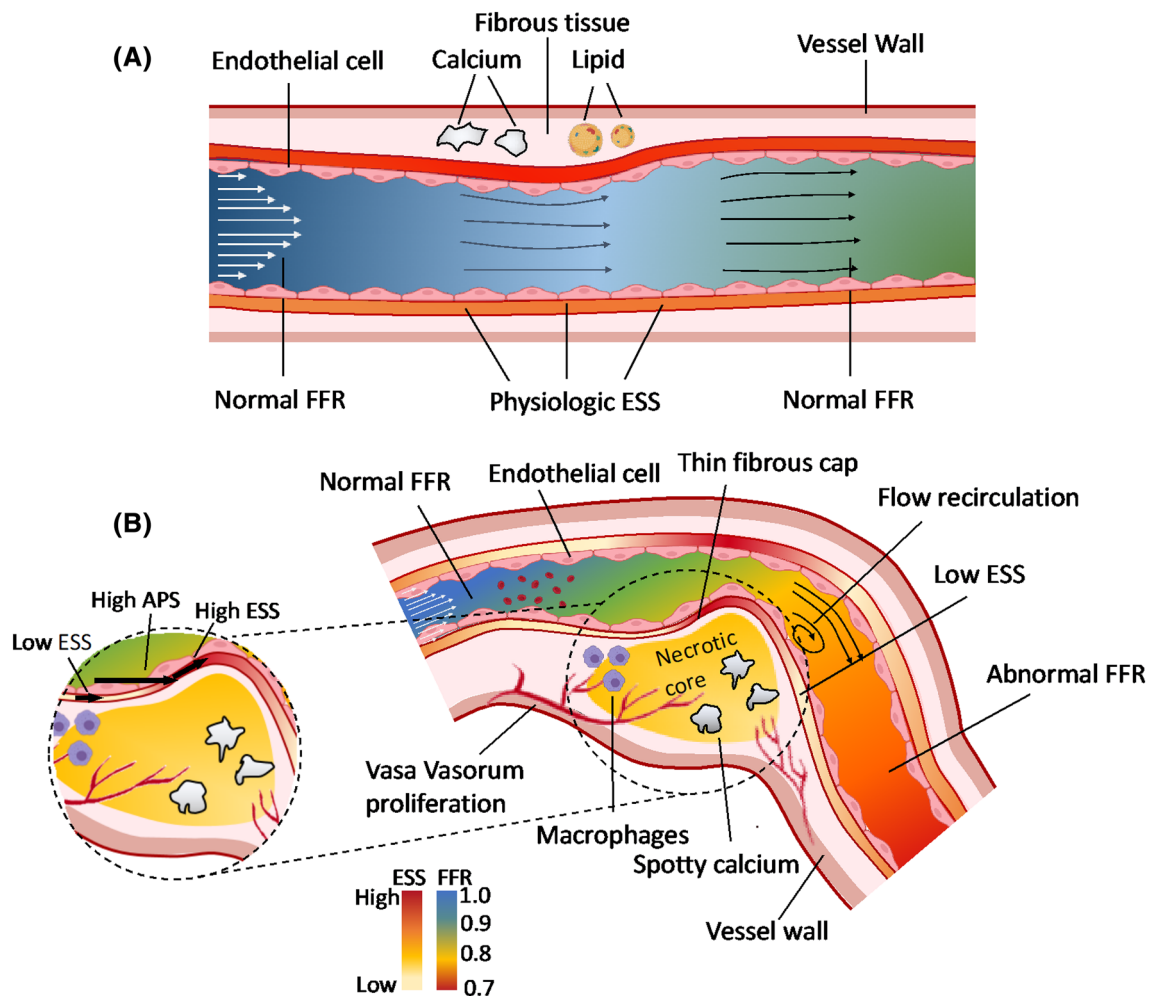 (A)
Fibrous tissue
Endothelial cell
Calcium
Lipid
Vessel Wall
Normal FFR
Physiologic ESS
Normal FFR
(B)
Normal FFR
Endothelial cell
Thin fibrous cap
Flow recirculation
Low ESS
Abnormal FFR
High APS
High ESS
Low ESS
Necrotic
core
Vasa Vasorum
proliferation
Macrophages
Spotty calcium
Vessel wall
ESS FFR
High
Low
1.0
0.9
0.8
0.7